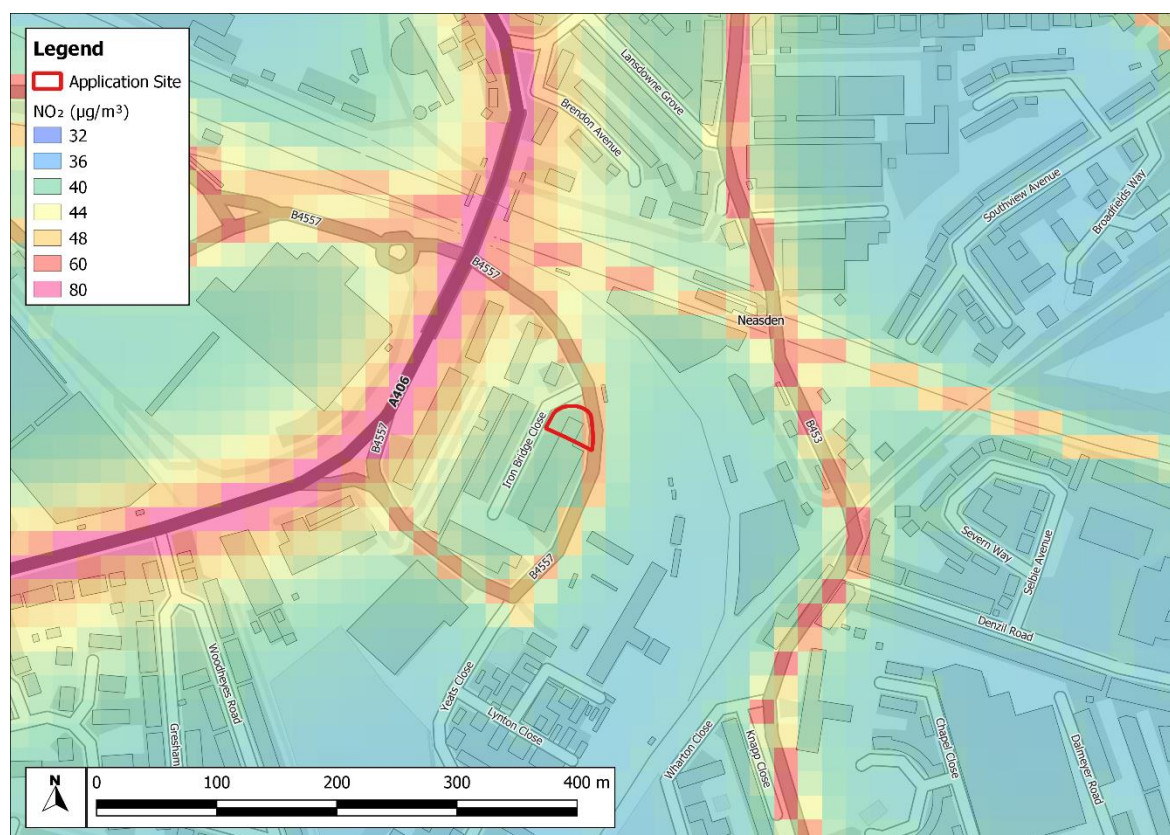 Legend
Application Site
NO₂ (µg/m³)
32
36
40
44
48
60
80
Lansdowne Grove
Brendon Avenue
Southview Avenue
Broadfields Way
B4557
B4557
Neasden
A406
B4557
Iron Bridge Close
B453
Severn Way
Selbie Avenue
B4557
Denzil Road
Woodheyes Road
Gresham
Yeats Close
Lynton Close
Wharton Close
Knapp Close
Chapel Close
Dalmeyer Road
N
0 100 200 300 400 m